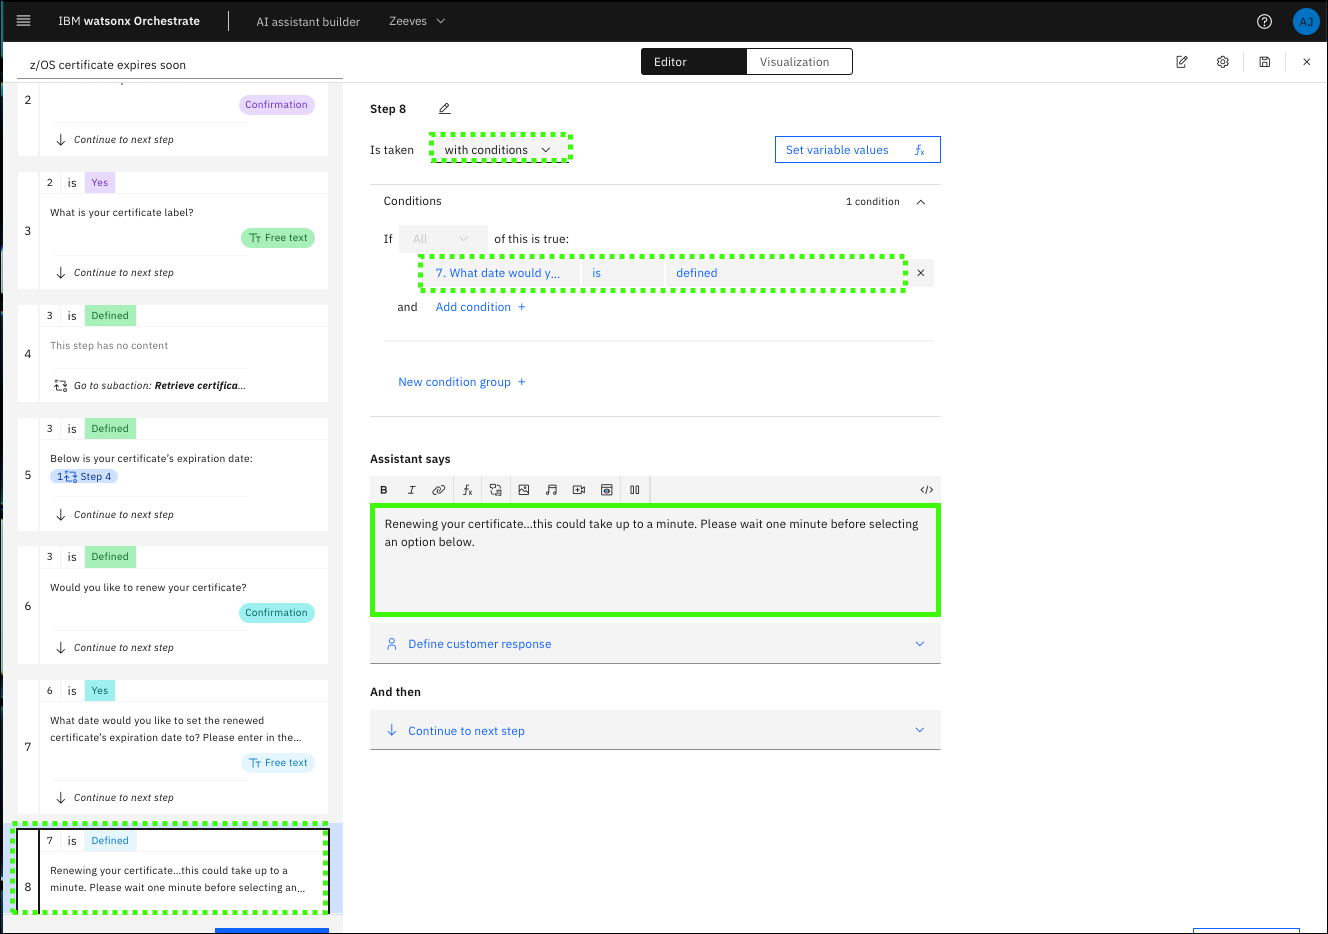 IBM watsonx Orchestrate
AI assistant builder
Zeeves
AJ
z/OS certificate expires soon
Editor
Visualization
2
Confirmation
Continue to next step
2 is Yes
3
What is your certificate label?
Free text
Continue to next step
3 is Defined
4
This step has no content
Go to subaction: Retrieve certifica...
3 is Defined
5
Below is your certificate's expiration date:
1 Step 4
Continue to next step
3 is Defined
6
Would you like to renew your certificate?
Confirmation
Continue to next step
6 is Yes
7
What date would you like to set the renewed
certificate's expiration date to? Please enter in the...
Free text
Continue to next step
7 is Defined
8
Renewing your certificate...this could take up to a
minute. Please wait one minute before selecting an...
Step 8
Is taken with conditions
Set variable values fx
Conditions
1 condition
If All of this is true:
7. What date would y... is defined
and Add condition +
New condition group +
Assistant says
B I fx </>
Renewing your certificate...this could take up to a minute. Please wait one minute before selecting
an option below.
Define customer response
And then
Continue to next step